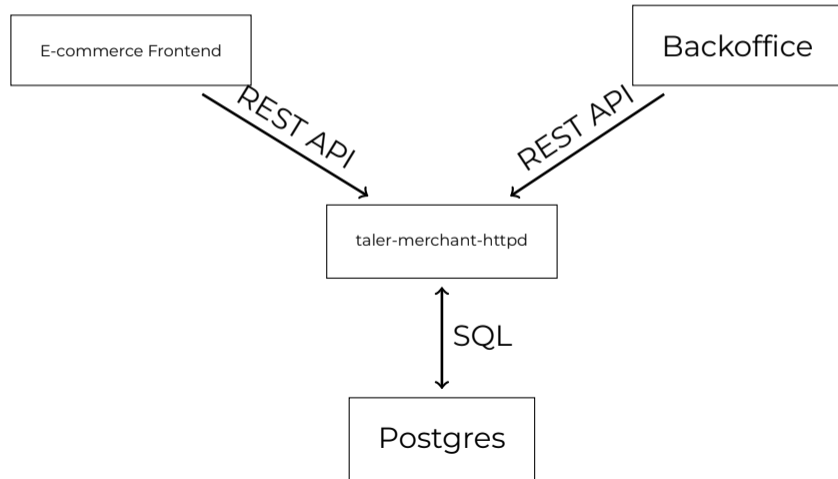 E-commerce Frontend
Backoffice
REST API
REST API
taler-merchant-httpd
SQL
Postgres